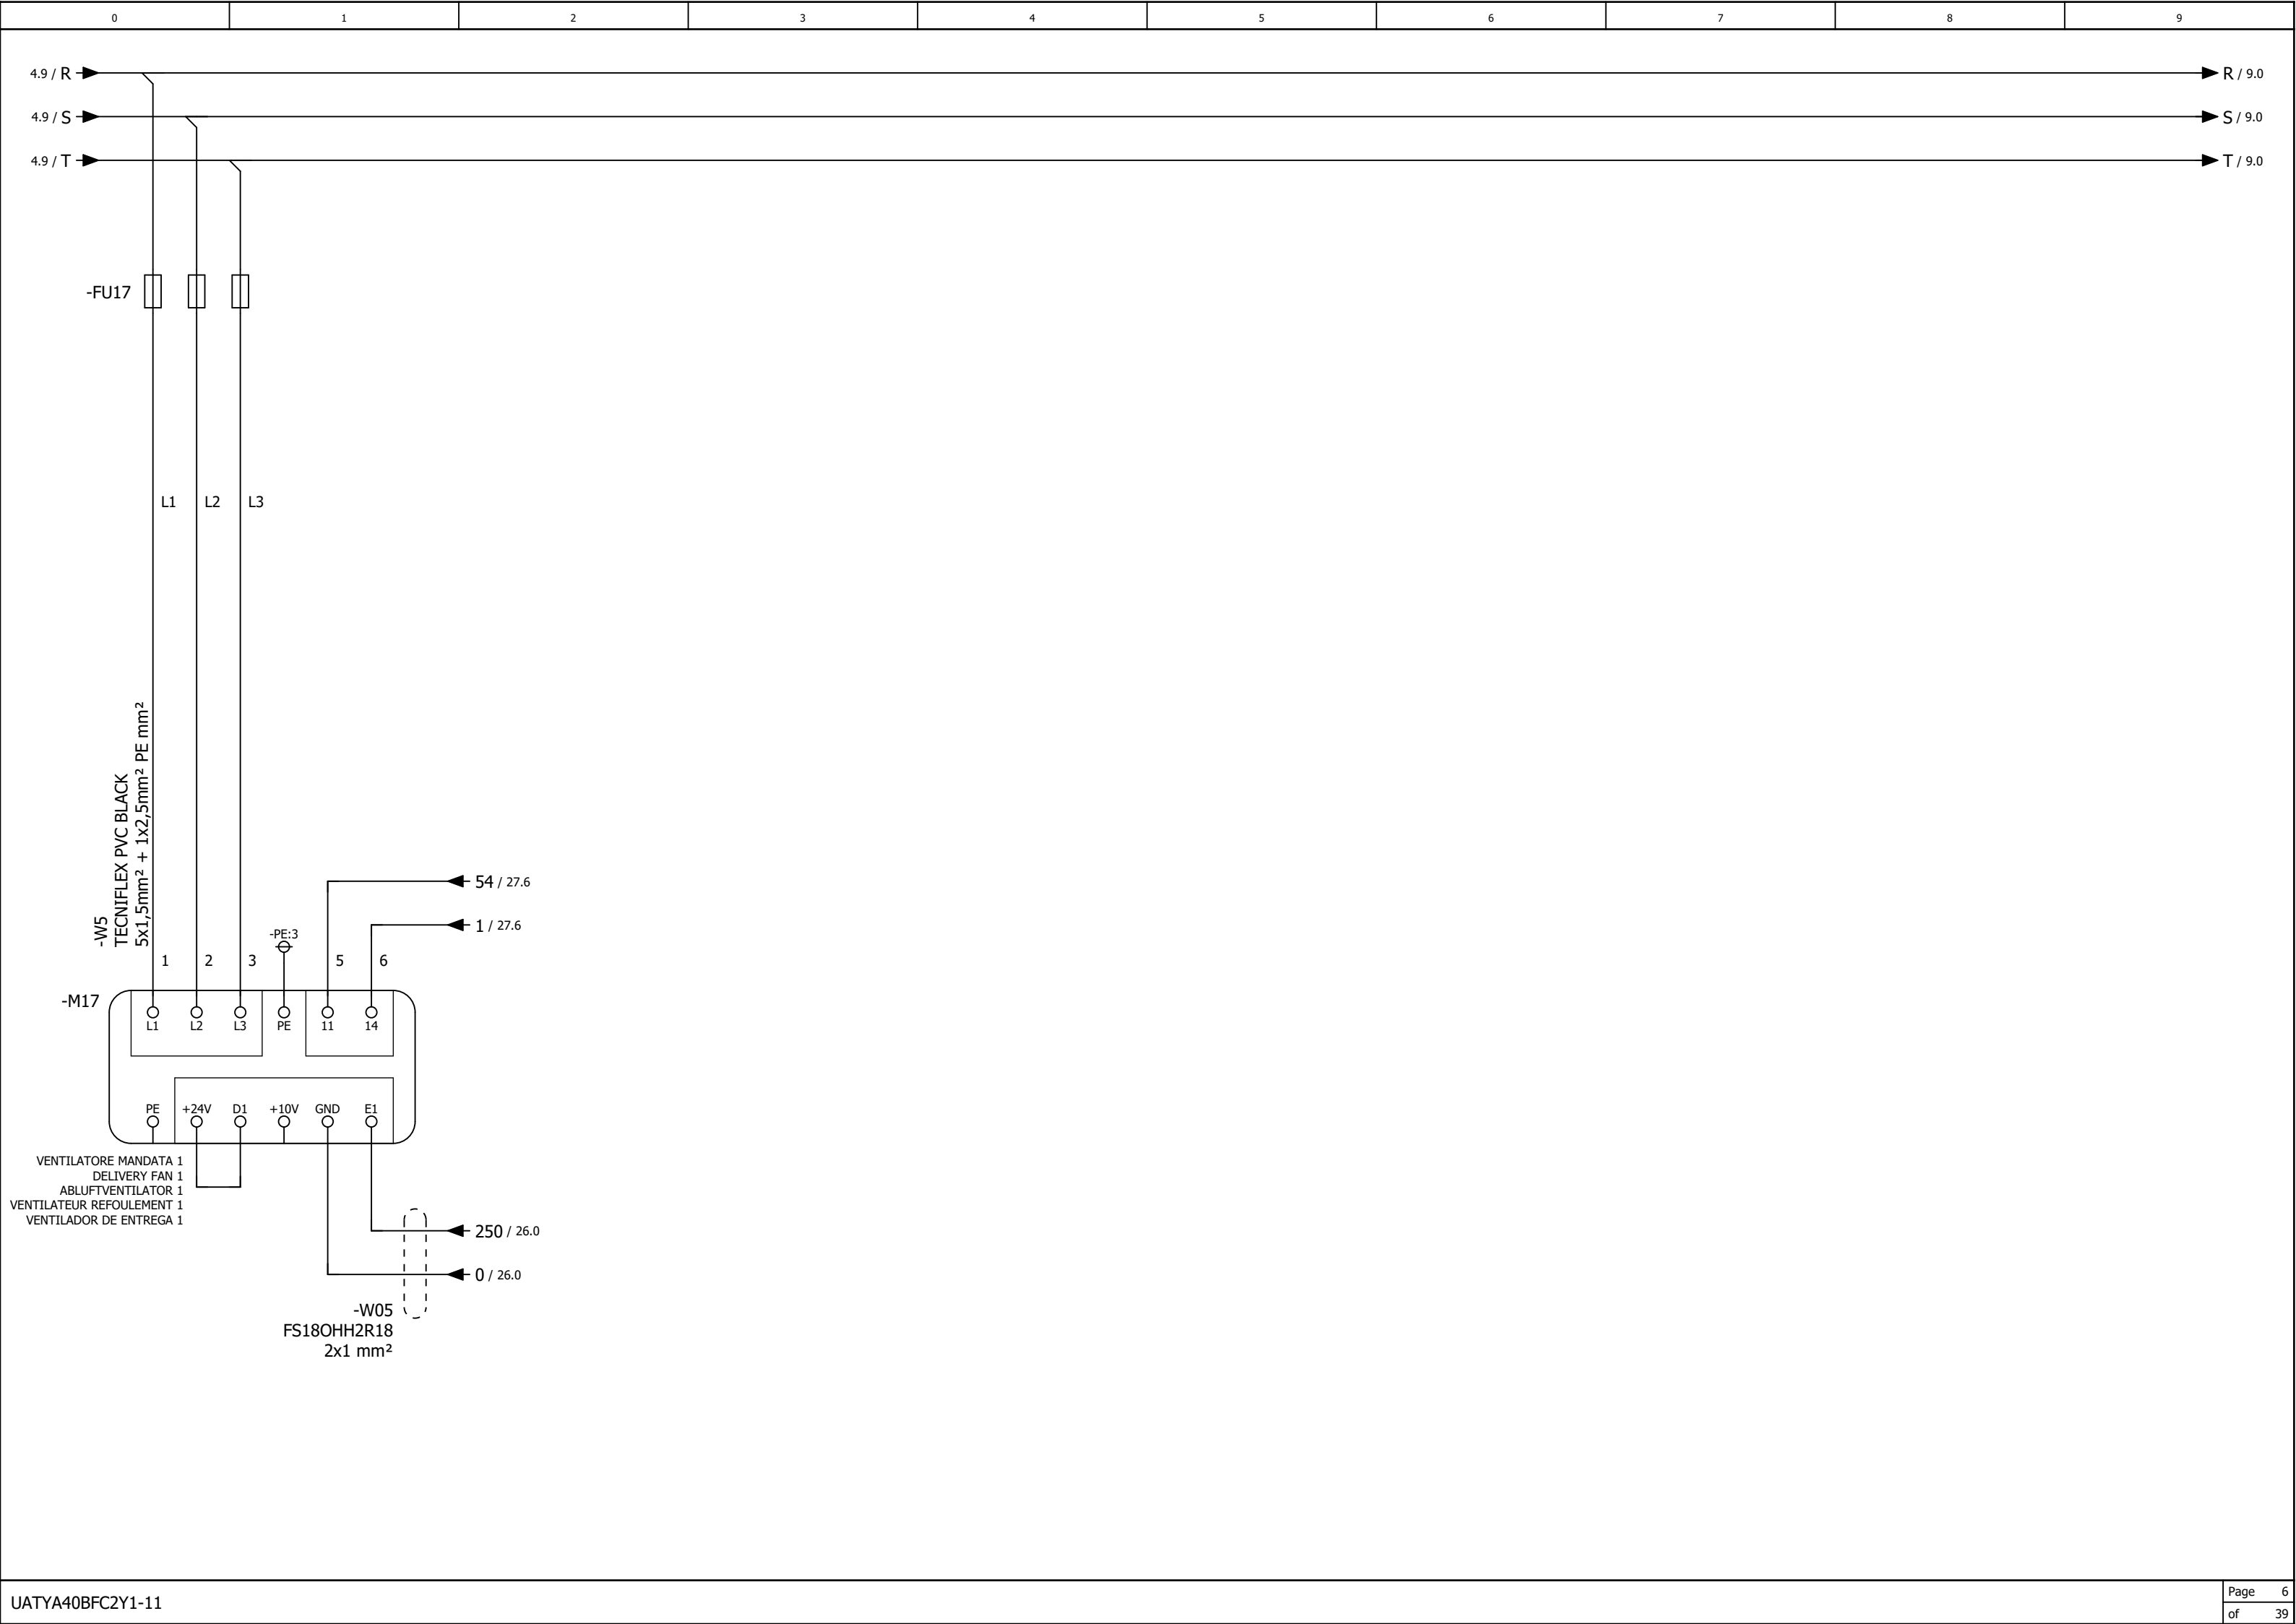 0 1 2 3 4 5 6 7 8 9
4.9 / R R / 9.0
4.9 / S S / 9.0
4.9 / T T / 9.0
-FU17
L1 L2 L3
-W5
TECNIFLEX PVC BLACK
5x1,5mm² + 1x2,5mm² PE mm²
54 / 27.6
1 / 27.6
-PE:3
1 2 3 5 6
-M17
L1 L2 L3 PE 11 14
PE +24V D1 +10V GND E1
VENTILATORE MANDATA 1
DELIVERY FAN 1
ABLUFTVENTILATOR 1
VENTILATEUR REFOULEMENT 1
VENTILADOR DE ENTREGA 1
250 / 26.0
0 / 26.0
-W05
FS18OHH2R18
2x1 mm²
UATYA40BFC2Y1-11
Page 6
of 39